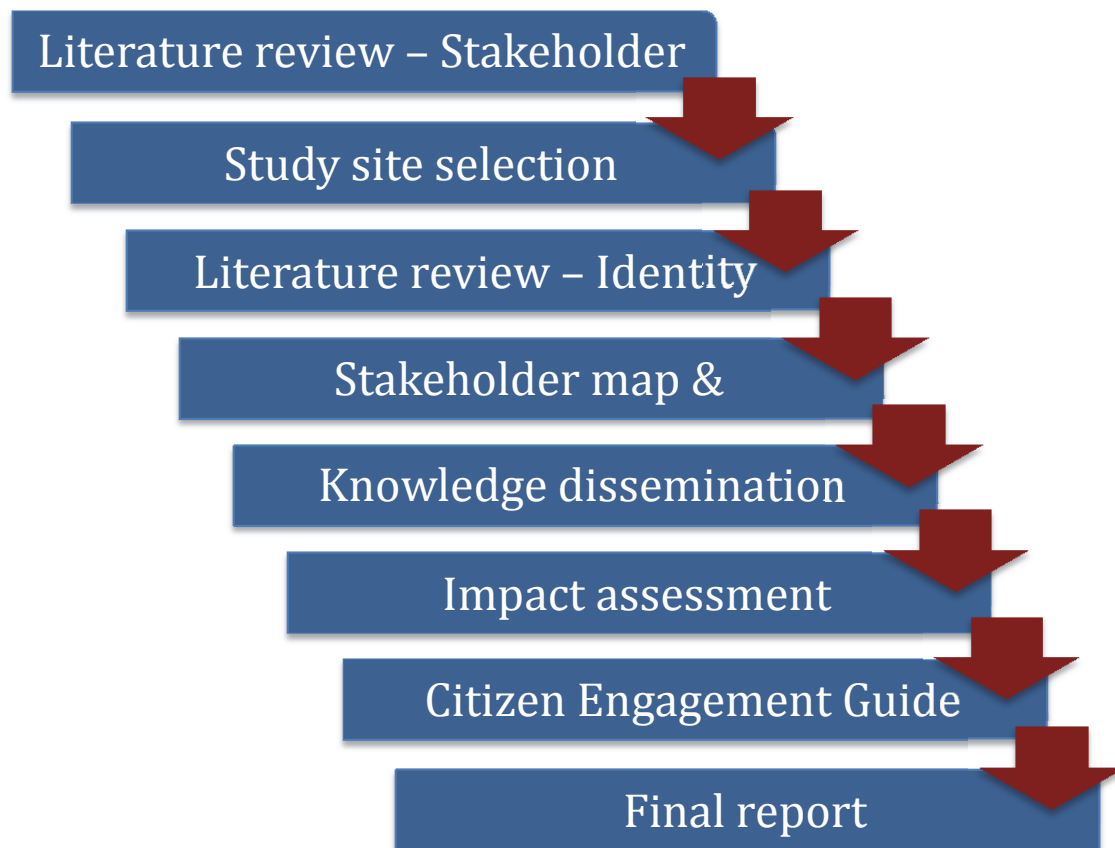 Literature review – Stakeholder
Study site selection
Literature review – Identity
Stakeholder map &
Knowledge dissemination
Impact assessment
Citizen Engagement Guide
Final report